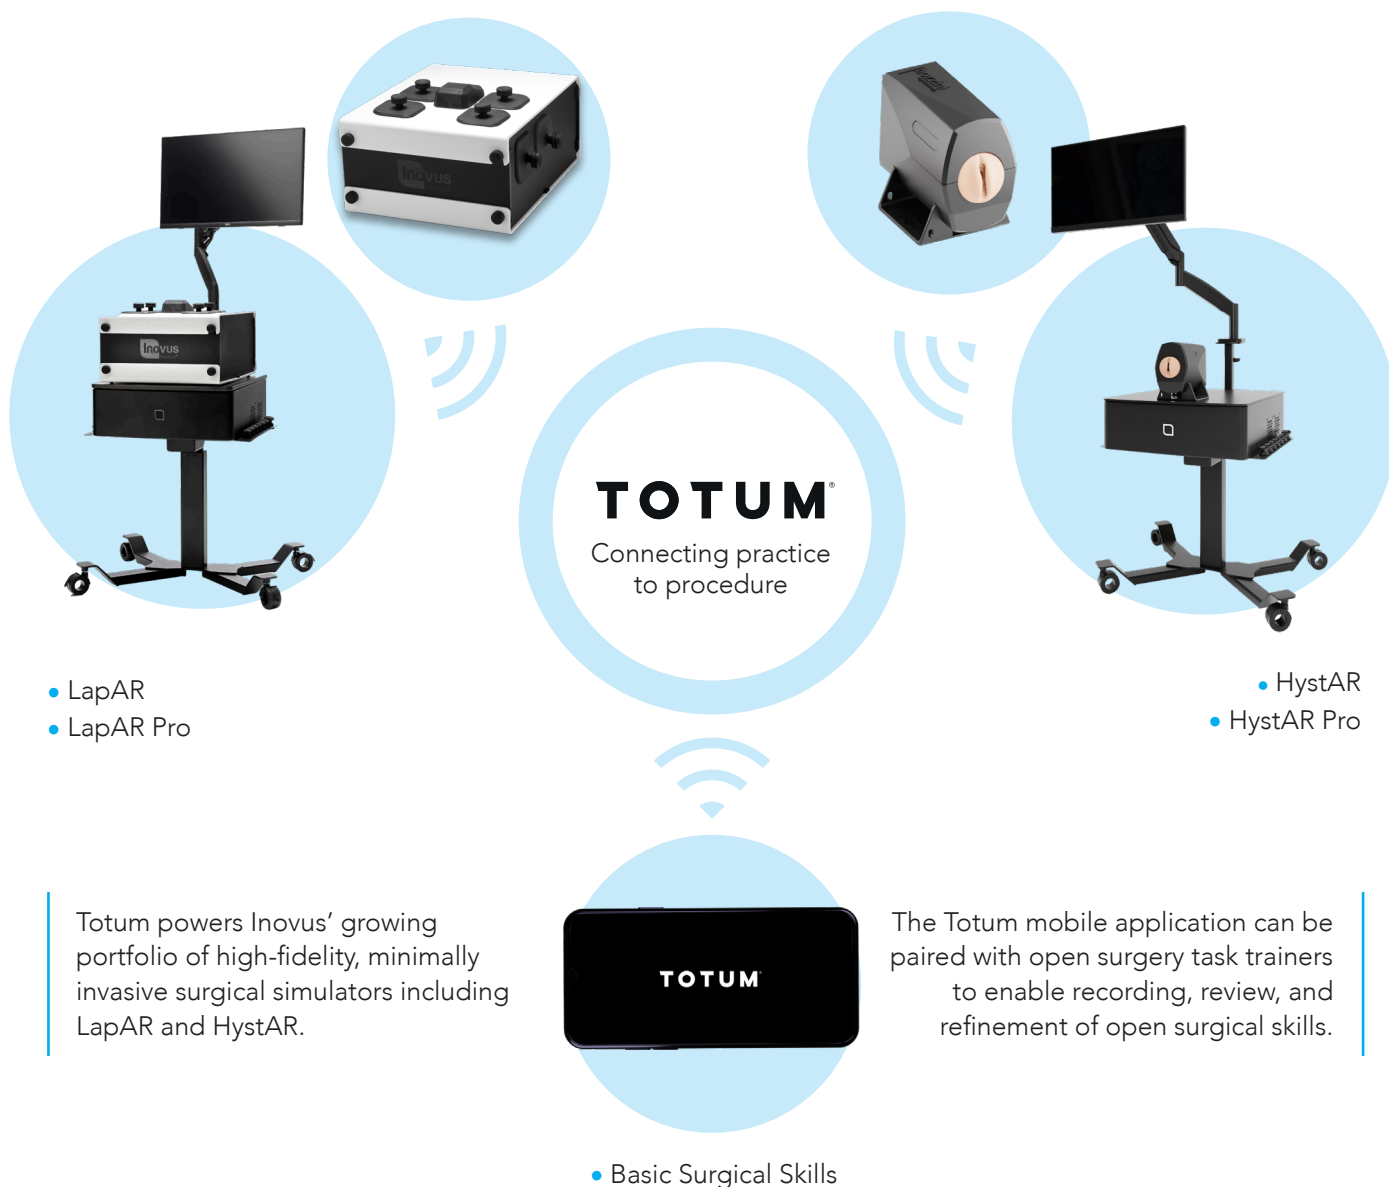 Inovus
Inovus
TOTUM®
Connecting practice
to procedure
• LapAR
• LapAR Pro
• HystAR
• HystAR Pro
Totum powers Inovus’ growing
portfolio of high-fidelity, minimally
invasive surgical simulators including
LapAR and HystAR.
TOTUM
The Totum mobile application can be
paired with open surgery task trainers
to enable recording, review, and
refinement of open surgical skills.
• Basic Surgical Skills